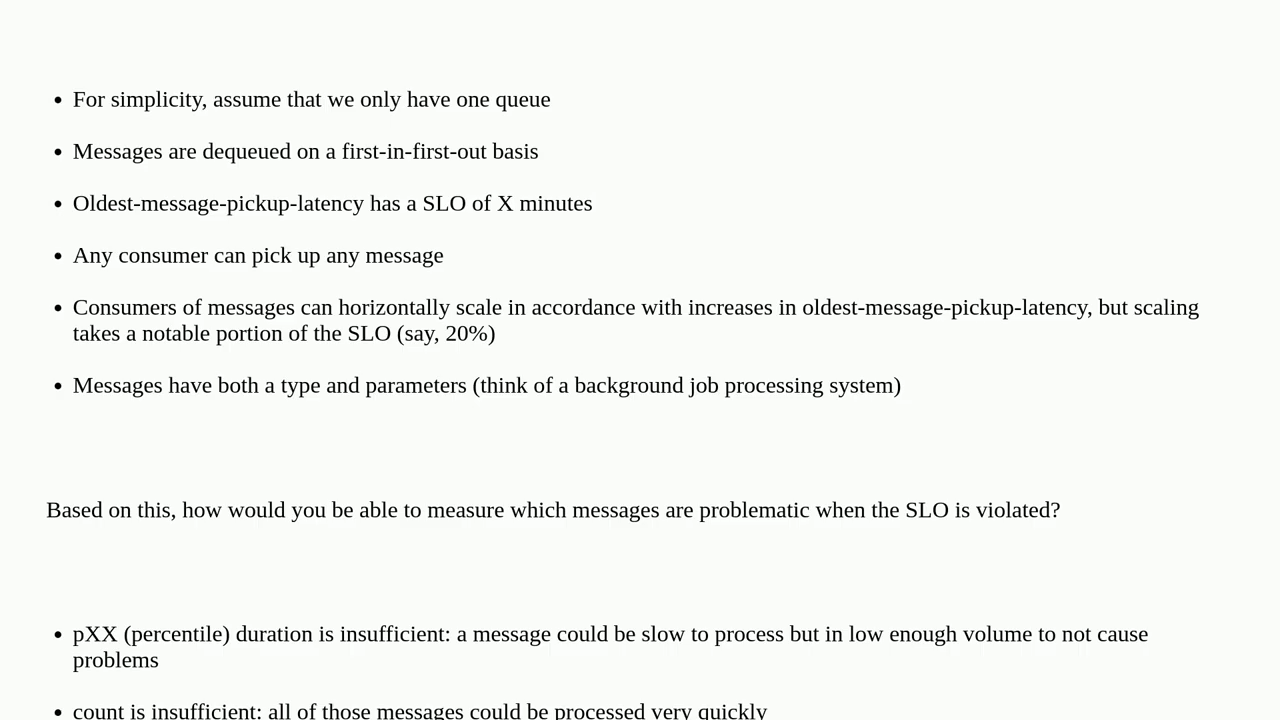 • For simplicity, assume that we only have one queue
• Messages are dequeued on a first-in-first-out basis
• Oldest-message-pickup-latency has a SLO of X minutes
• Any consumer can pick up any message
• Consumers of messages can horizontally scale in accordance with increases in oldest-message-pickup-latency, but scaling
takes a notable portion of the SLO (say, 20%)
• Messages have both a type and parameters (think of a background job processing system)
Based on this, how would you be able to measure which messages are problematic when the SLO is violated?
• pXX (percentile) duration is insufficient: a message could be slow to process but in low enough volume to not cause
problems
• count is insufficient: all of those messages could be processed very quickly